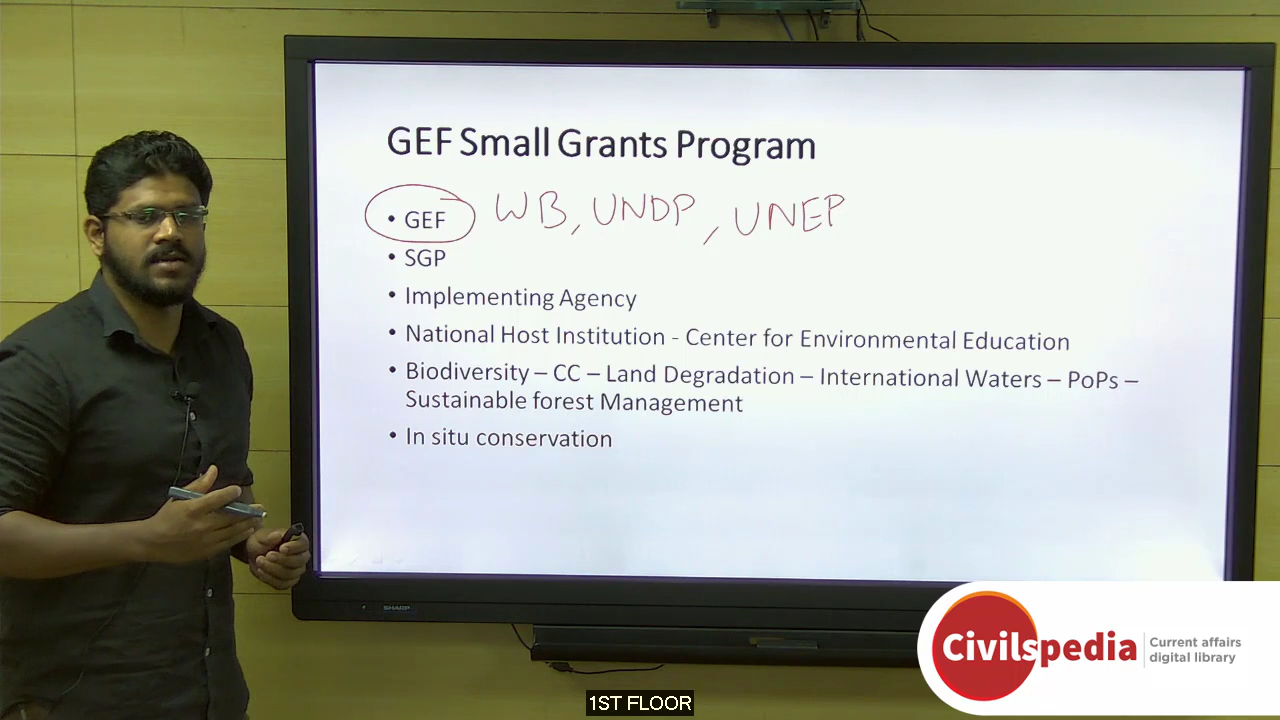 GEF Small Grants Program
• GEF WB, UNDP, UNEP
• SGP
• Implementing Agency
• National Host Institution - Center for Environmental Education
• Biodiversity – CC – Land Degradation – International Waters – PoPs –
Sustainable forest Management
• In situ conservation
SHARP
Civilspedia
Current affairs
digital library
1ST FLOOR